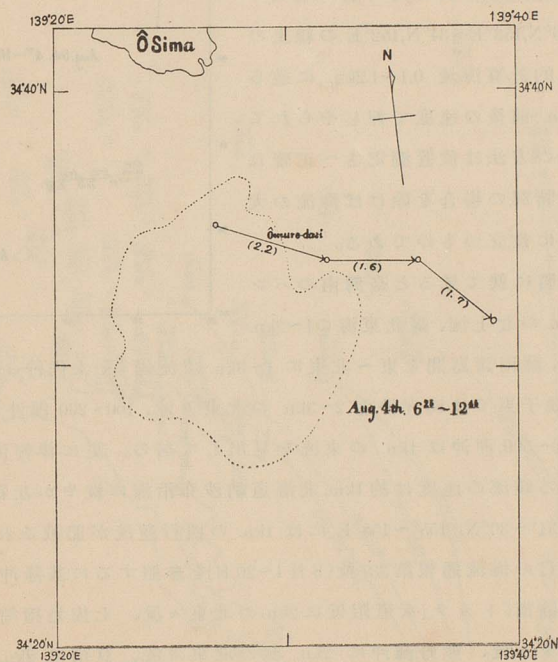 139°20'E
139°40'E
Ô Sima
34°40'N
34°40'N
N
Ômuro-dasi
(2.2)
(1.6)
(1.7)
Aug. 4th. 6²⁵~12⁴⁴
34°20'N
34°20'N
139°20'E
139°40'E